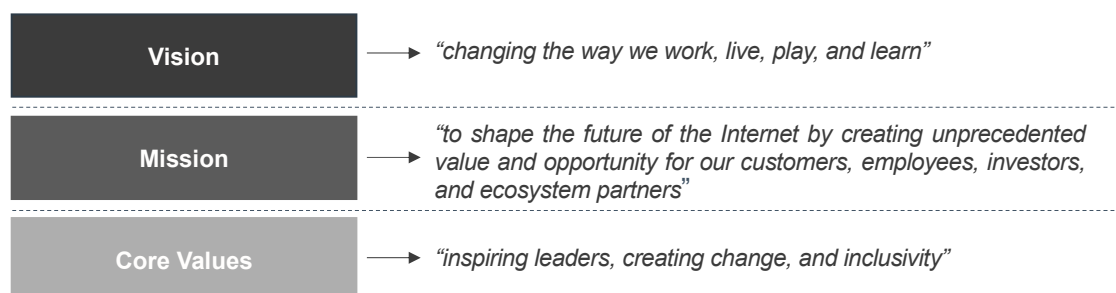 Vision
“changing the way we work, live, play, and learn”
Mission
“to shape the future of the Internet by creating unprecedented
value and opportunity for our customers, employees, investors,
and ecosystem partners”
Core Values
“inspiring leaders, creating change, and inclusivity”